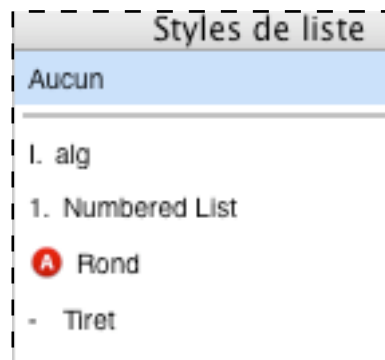 Styles de liste
Aucun
I. alg
1. Numbered List
A Rond
- Tiret